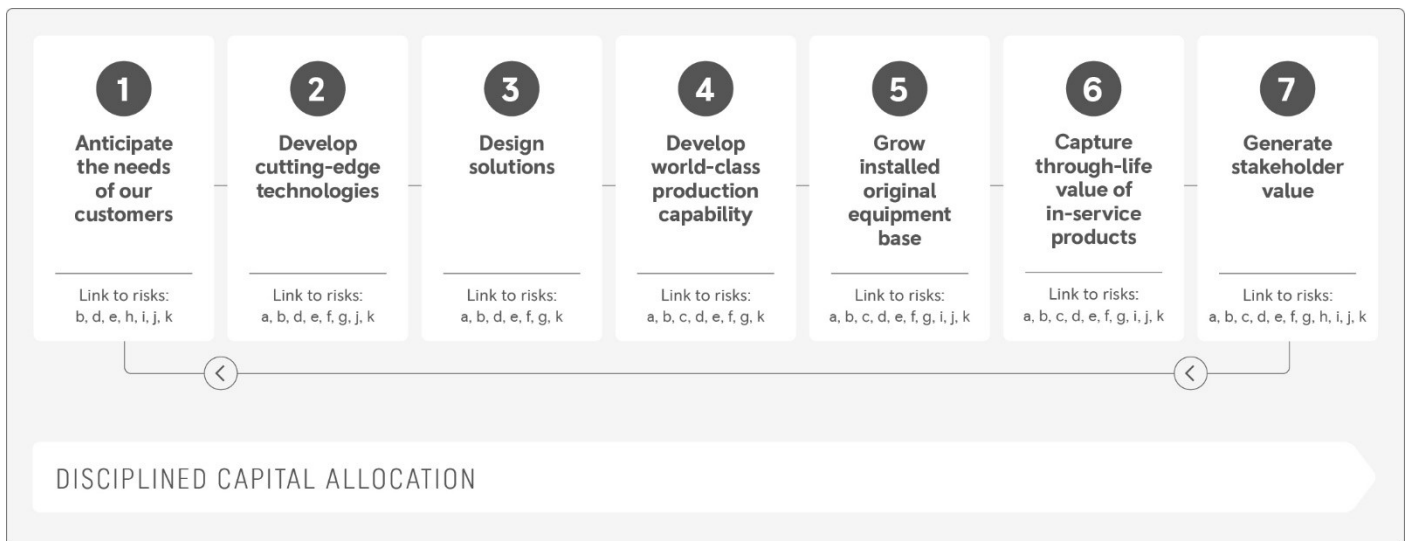 1
Anticipate
the needs
of our
customers
Link to risks:
b, d, e, h, i, j, k
2
Develop
cutting-edge
technologies
Link to risks:
a, b, d, e, f, g, j, k
3
Design
solutions
Link to risks:
a, b, d, e, f, g, k
4
Develop
world-class
production
capability
Link to risks:
a, b, c, d, e, f, g, k
5
Grow
installed
original
equipment
base
Link to risks:
a, b, c, d, e, f, g, i, j, k
6
Capture
through-life
value of
in-service
products
Link to risks:
a, b, c, d, e, f, g, i, j, k
7
Generate
stakeholder
value
Link to risks:
a, b, c, d, e, f, g, h, i, j, k
DISCIPLINED CAPITAL ALLOCATION